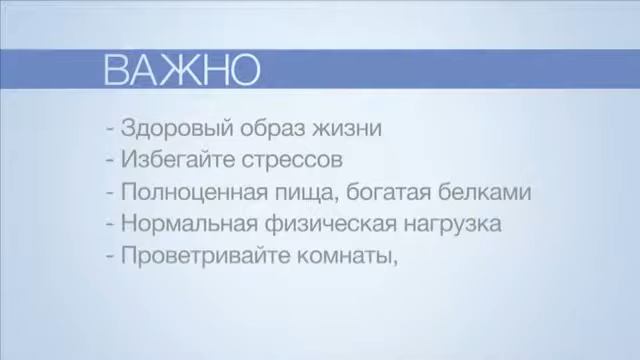 ВАЖНО
- Здоровый образ жизни
- Избегайте стрессов
- Полноценная пища, богатая белками
- Нормальная физическая нагрузка
- Проветривайте комнаты,